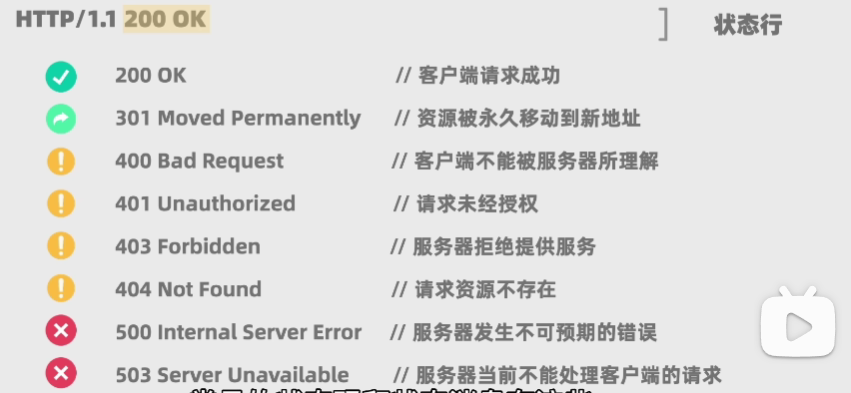 HTTP/1.1 200 OK ] 状态行
200 OK // 客户端请求成功
301 Moved Permanently // 资源被永久移动到新地址
400 Bad Request // 客户端不能被服务器所理解
401 Unauthorized // 请求未经授权
403 Forbidden // 服务器拒绝提供服务
404 Not Found // 请求资源不存在
500 Internal Server Error // 服务器发生不可预期的错误
503 Server Unavailable // 服务器当前不能处理客户端的请求